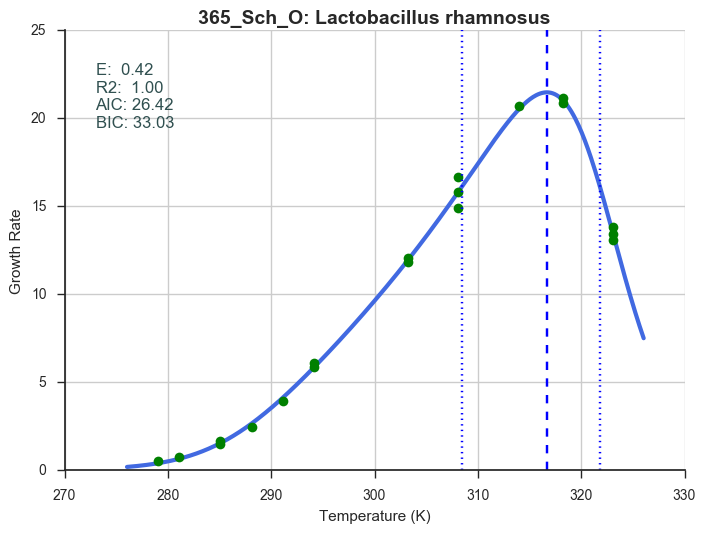 365_Sch_O: Lactobacillus rhamnosus
E: 0.42
R2: 1.00
AIC: 26.42
BIC: 33.03
Growth Rate
25
20
15
10
5
0
270 280 290 300 310 320 330
Temperature (K)